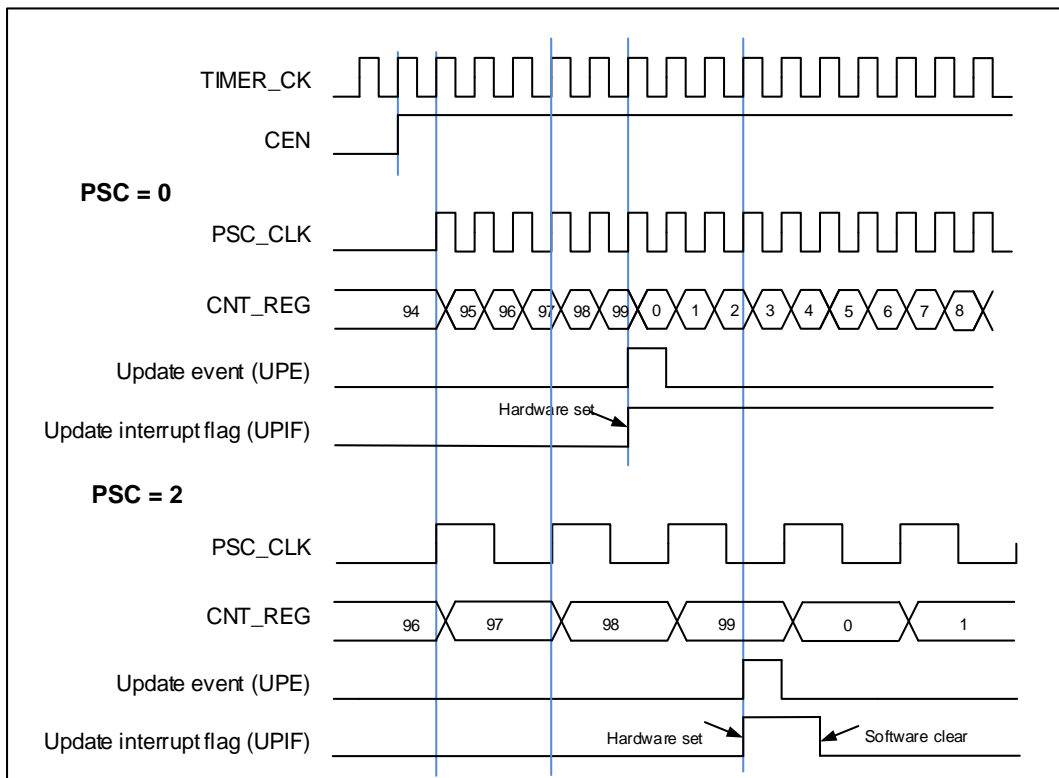 TIMER_CK
CEN
PSC = 0
PSC_CLK
CNT_REG 94 95 96 97 98 99 0 1 2 3 4 5 6 7 8
Update event (UPE)
Hardware set
Update interrupt flag (UPIF)
PSC = 2
PSC_CLK
CNT_REG 96 97 98 99 0 1
Update event (UPE)
Update interrupt flag (UPIF) Hardware set Software clear